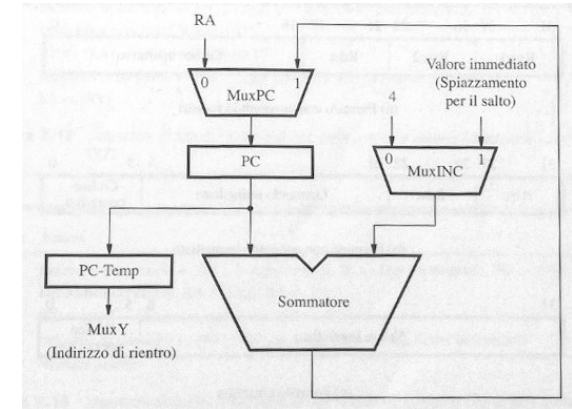 RA
Valore immediato
(Spiazzamento
per il salto)
4
0 1
MuxPC
0 1
MuxINC
PC
PC-Temp
Sommatore
MuxY
(Indirizzo di rientro)